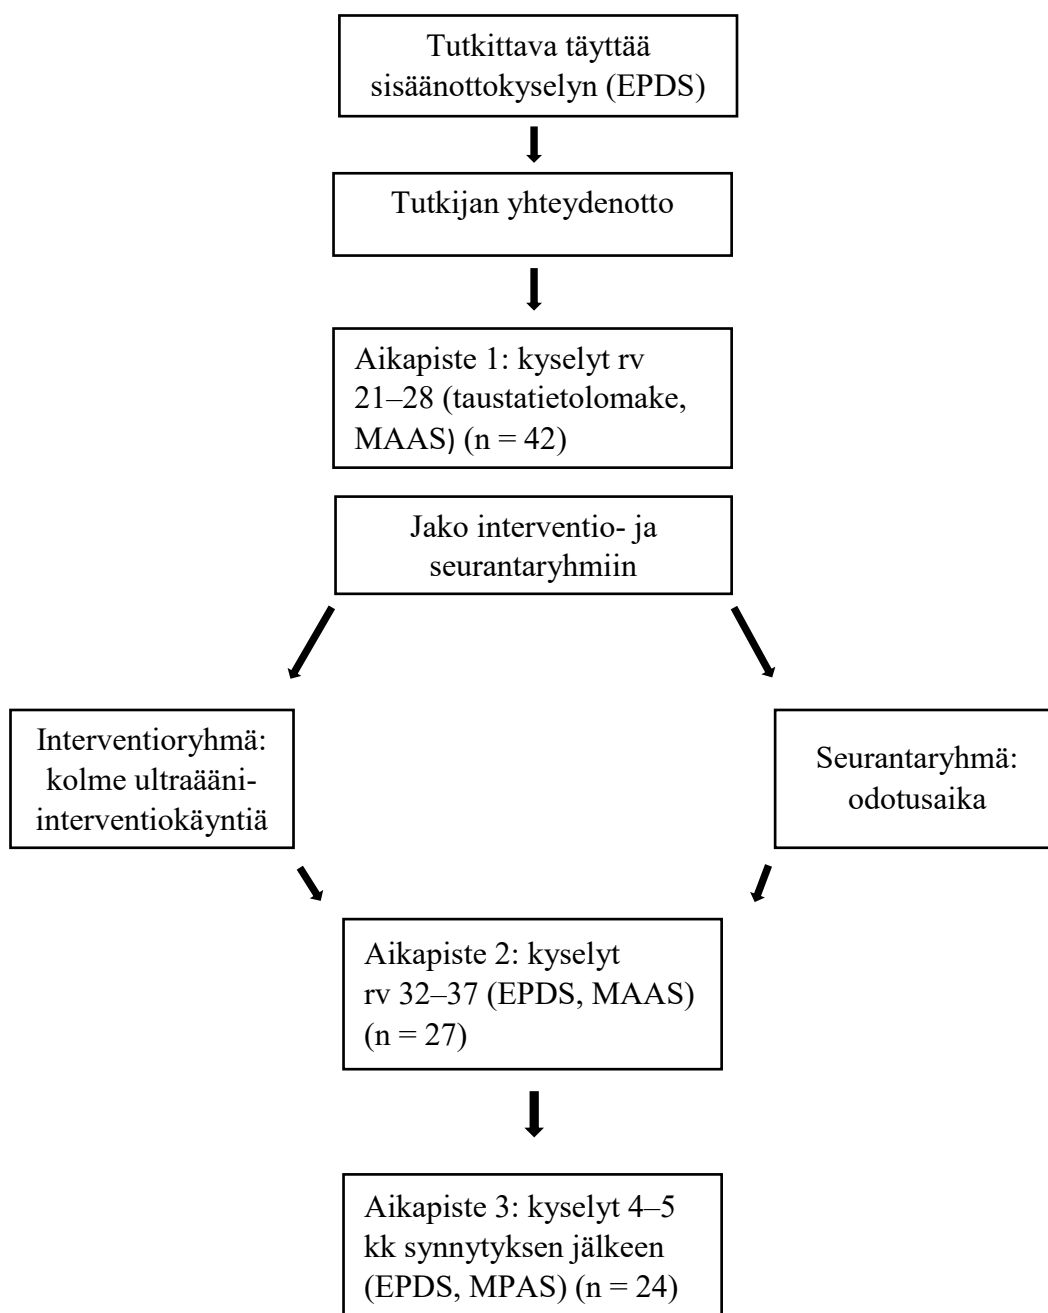 Tutkittava täyttää
sisäänottokyselyn (EPDS)
Tutkijan yhteydenotto
Aikapiste 1: kyselyt rv
21–28 (taustatietolomake,
MAAS) (n = 42)
Jako interventio- ja
seurantaryhmiin
Interventioryhmä:
kolme ultraääni-
interventiokäyntiä
Seurantaryhmä:
odotusaika
Aikapiste 2: kyselyt
rv 32–37 (EPDS, MAAS)
(n = 27)
Aikapiste 3: kyselyt 4–5
kk synnytyksen jälkeen
(EPDS, MPAS) (n = 24)